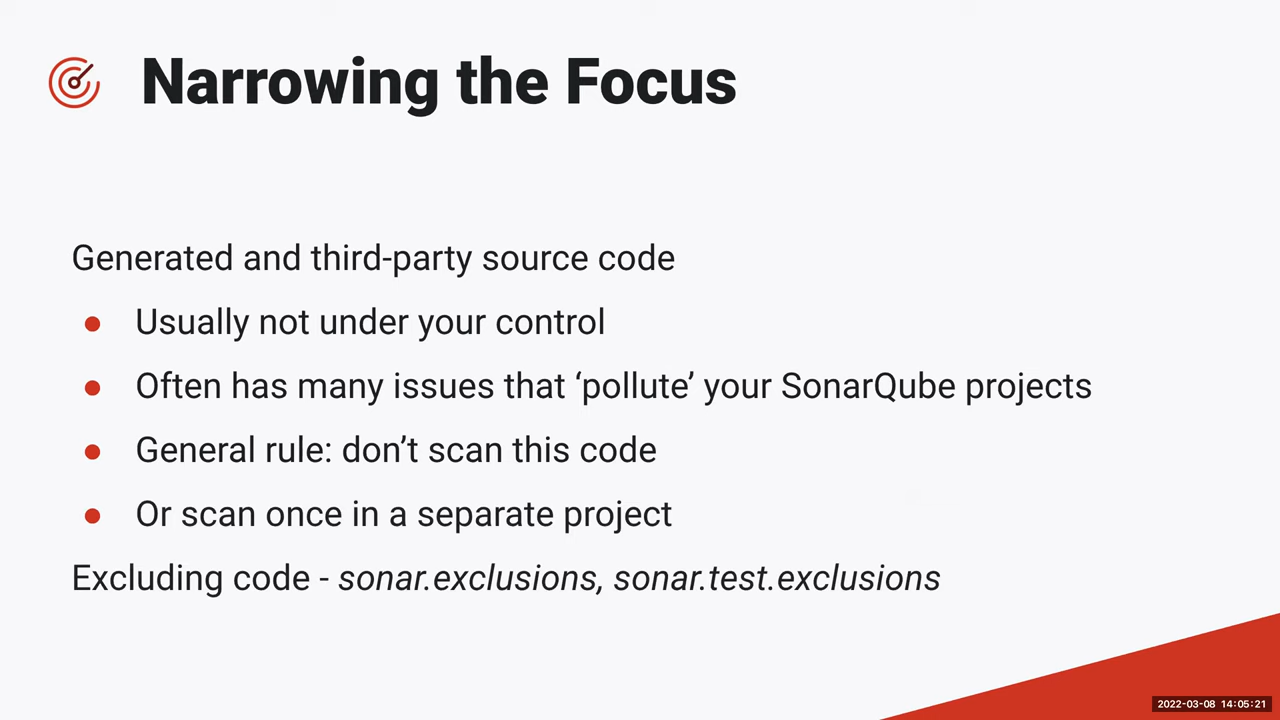 Narrowing the Focus
Generated and third-party source code
● Usually not under your control
● Often has many issues that ‘pollute’ your SonarQube projects
● General rule: don’t scan this code
● Or scan once in a separate project
Excluding code - sonar.exclusions, sonar.test.exclusions
2022-03-08 14:05:21